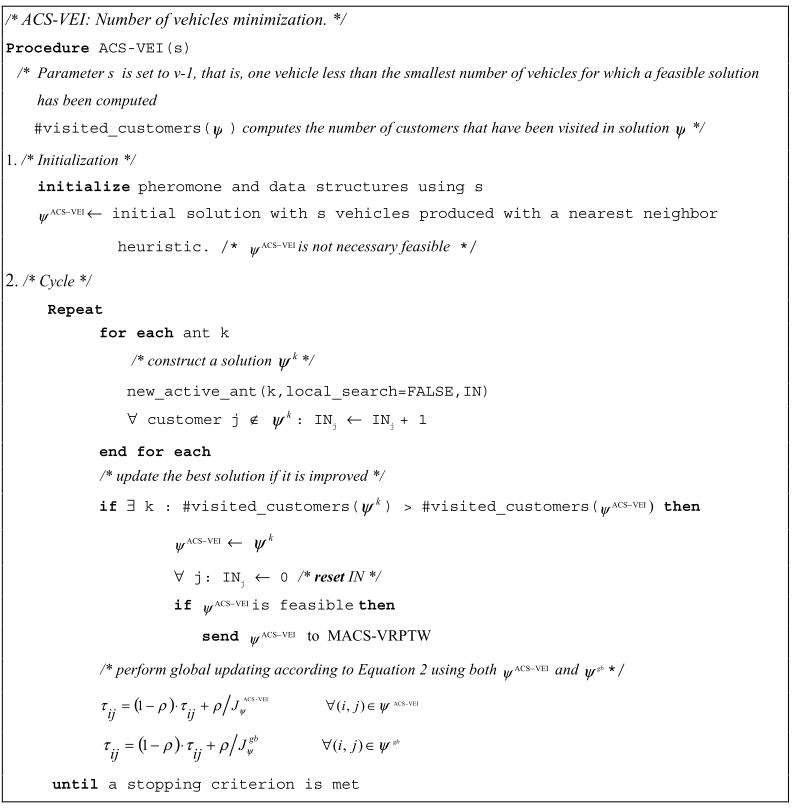 /* ACS-VEI: Number of vehicles minimization. */
Procedure ACS-VEI(s)
/* Parameter s is set to v-1, that is, one vehicle less than the smallest number of vehicles for which a feasible solution
has been computed
#visited_customers(ψ ) computes the number of customers that have been visited in solution ψ */
1. /* Initialization */
initialize pheromone and data structures using s
ψ^ACS-VEI ← initial solution with s vehicles produced with a nearest neighbor
heuristic. /* ψ^ACS-VEI is not necessary feasible */
2. /* Cycle */
Repeat
for each ant k
/* construct a solution ψ^k */
new_active_ant(k,local_search=FALSE,IN)
∀ customer j ∉ ψ^k : IN_j ← IN_j + 1
end for each
/* update the best solution if it is improved */
if ∃ k : #visited_customers(ψ^k) > #visited_customers(ψ^ACS-VEI) then
ψ^ACS-VEI ← ψ^k
∀ j: IN_j ← 0 /* reset IN */
if ψ^ACS-VEI is feasible then
send ψ^ACS-VEI to MACS-VRPTW
/* perform global updating according to Equation 2 using both ψ^ACS-VEI and ψ^gb */
τ_ij = (1 − ρ)· τ_ij + ρ/J_ψ^ACS-VEI ∀(i, j) ∈ ψ^ACS-VEI
τ_ij = (1 − ρ)· τ_ij + ρ/J_ψ^gb ∀(i, j) ∈ ψ^gb
until a stopping criterion is met